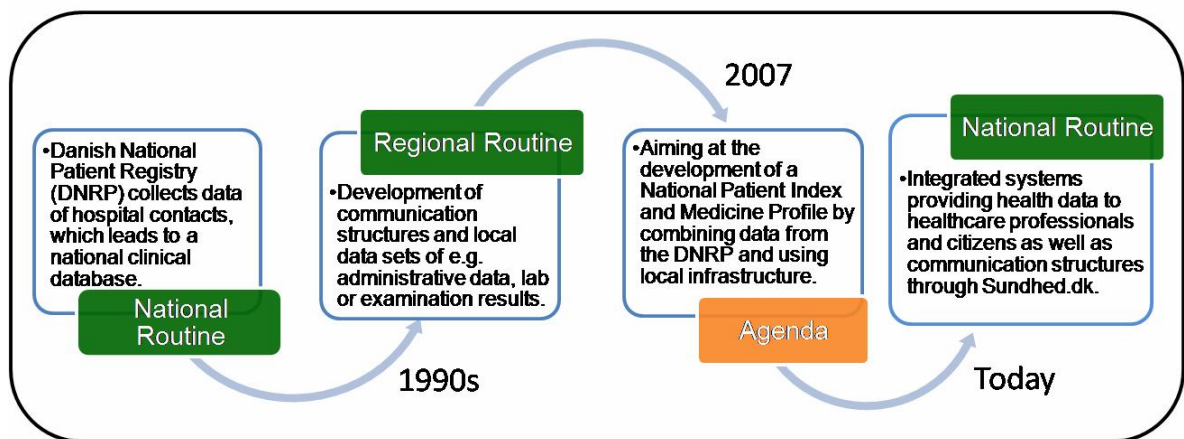 •Danish National
Patient Registry
(DNRP) collects data
of hospital contacts,
which leads to a
national clinical
database.
National
Routine
1990s
Regional Routine
•Development of
communication
structures and local
data sets of e.g.
administrative data, lab
or examination results.
2007
•Aiming at the
development of a
National Patient Index
and Medicine Profile by
combining data from
the DNRP and using
local infrastructure.
Agenda
Today
National Routine
•Integrated systems
providing health data to
healthcare professionals
and citizens as well as
communication structures
through Sundhed.dk.